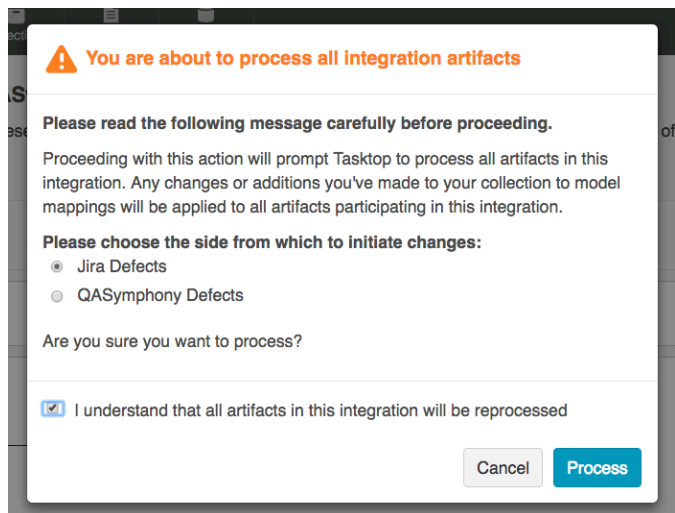 You are about to process all integration artifacts
Please read the following message carefully before proceeding.
Proceeding with this action will prompt Tasktop to process all artifacts in this
integration. Any changes or additions you've made to your collection to model
mappings will be applied to all artifacts participating in this integration.
Please choose the side from which to initiate changes:
Jira Defects
QASymphony Defects
Are you sure you want to process?
I understand that all artifacts in this integration will be reprocessed
Cancel
Process